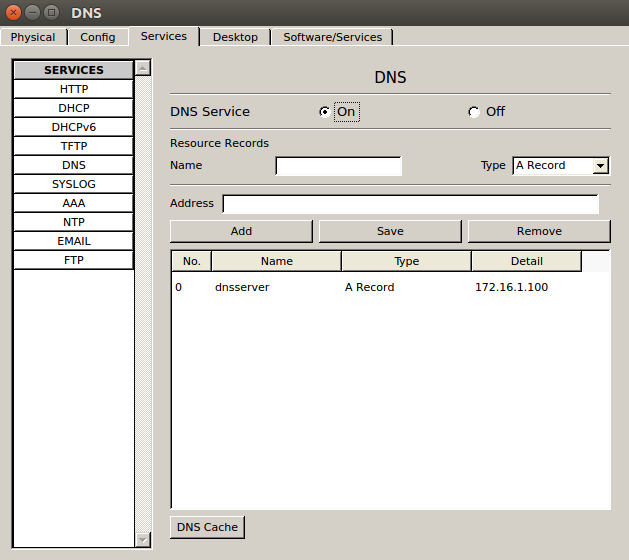 DNS
Physical Config Services Desktop Software/Services
SERVICES
HTTP
DHCP
DHCPv6
TFTP
DNS
SYSLOG
AAA
NTP
EMAIL
FTP
DNS
DNS Service On Off
Resource Records
Name Type A Record
Address
Add Save Remove
No. Name Type Detail
0 dnsserver A Record 172.16.1.100
DNS Cache